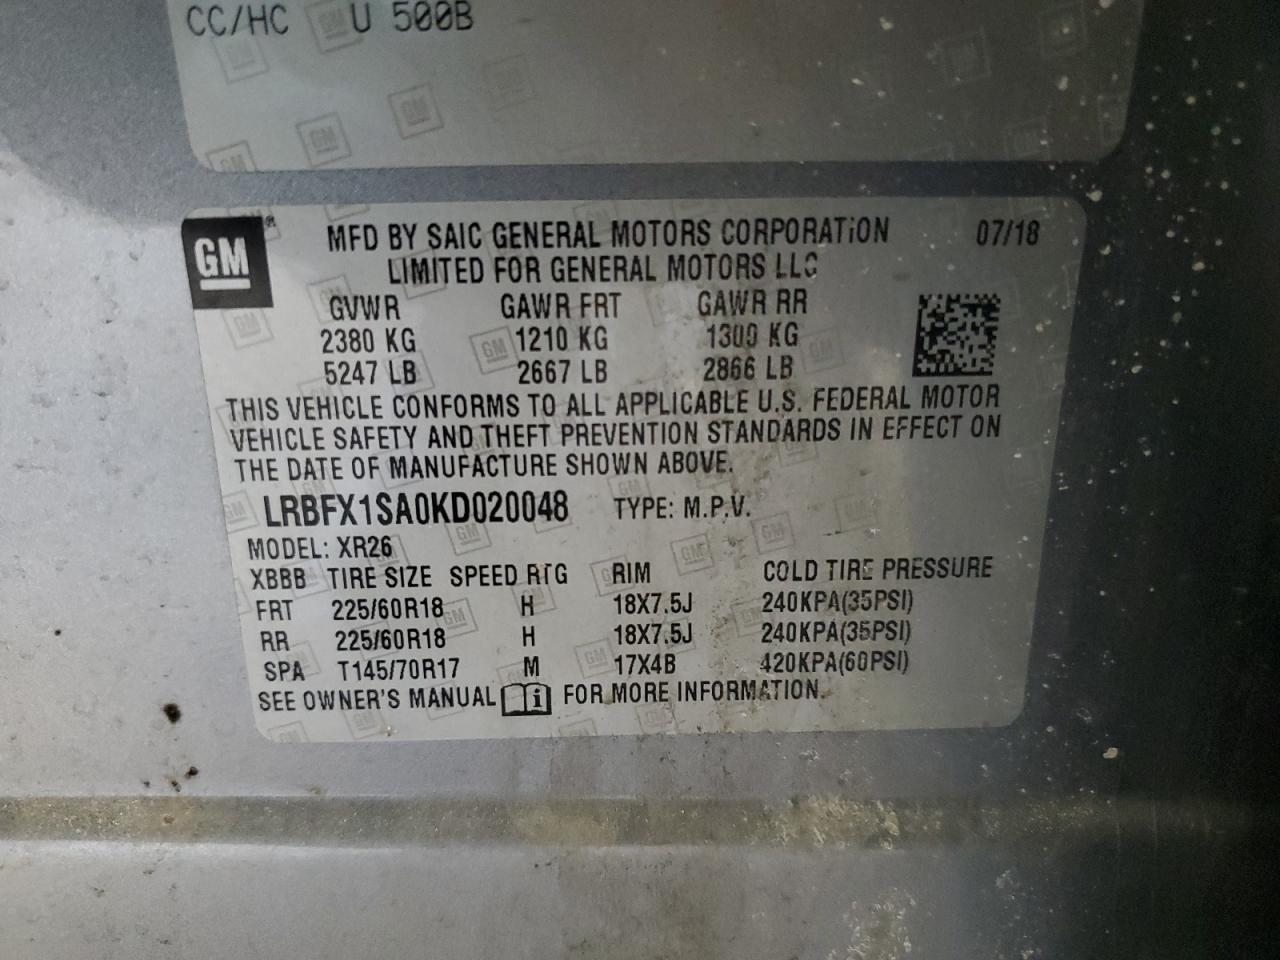 CC/HC U 500B
GM ®
MFD BY SAIC GENERAL MOTORS CORPORATION 07/18
LIMITED FOR GENERAL MOTORS LLC
GVWR GAWR FRT GAWR RR
2380 KG 1210 KG 1300 KG
5247 LB 2667 LB 2866 LB
THIS VEHICLE CONFORMS TO ALL APPLICABLE U.S. FEDERAL MOTOR
VEHICLE SAFETY AND THEFT PREVENTION STANDARDS IN EFFECT ON
THE DATE OF MANUFACTURE SHOWN ABOVE.
LRBFX1SA0KD020048 TYPE: M.P.V.
MODEL: XR26
XBBB TIRE SIZE SPEED RTG RIM COLD TIRE PRESSURE
FRT 225/60R18 H 18X7.5J 240KPA(35PSI)
RR 225/60R18 H 18X7.5J 240KPA(35PSI)
SPA T145/70R17 M 17X4B 420KPA(60PSI)
SEE OWNER'S MANUAL i FOR MORE INFORMATION.